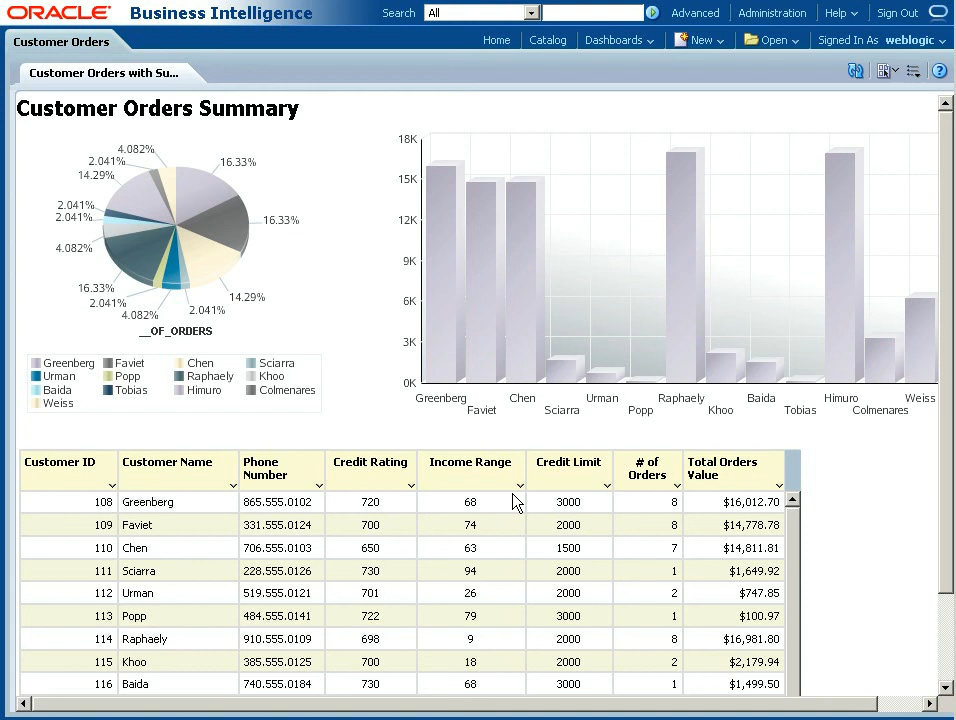 ORACLE Business Intelligence Search All Advanced Administration Help Sign Out
Customer Orders Home Catalog Dashboards New Open Signed In As weblogic
Customer Orders with Su...
Customer Orders Summary
4.082%
2.041%
14.29%
16.33%
2.041%
2.041%
16.33%
4.082%
16.33%
2.041%
4.082%
2.041%
14.29%
__OF_ORDERS
Greenberg Faviet Chen Sciarra
Urman Popp Raphaely Khoo
Baida Tobias Himuro Colmenares
Weiss
18K
15K
12K
9K
6K
3K
0K
Greenberg Chen Urman Raphaely Baida Himuro Weiss
Faviet Sciarra Popp Khoo Tobias Colmenares
Customer ID Customer Name Phone Number Credit Rating Income Range Credit Limit # of Orders Total Orders Value
108 Greenberg 865.555.0102 720 68 3000 8 $16,012.70
109 Faviet 331.555.0124 700 74 2000 8 $14,778.78
110 Chen 706.555.0103 650 63 1500 7 $14,811.81
111 Sciarra 228.555.0126 730 94 2000 1 $1,649.92
112 Urman 519.555.0121 701 26 2000 2 $747.85
113 Popp 484.555.0141 722 79 3000 1 $100.97
114 Raphaely 910.555.0109 698 9 2000 8 $16,981.80
115 Khoo 385.555.0125 700 18 2000 2 $2,179.94
116 Baida 740.555.0184 730 68 3000 1 $1,499.50